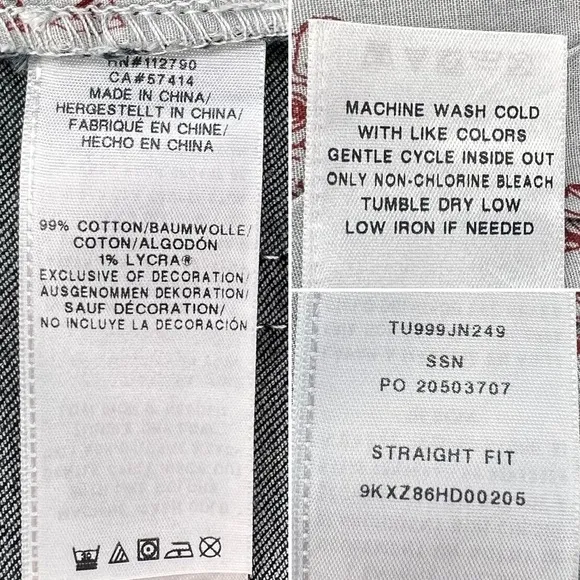 RN#112790
CA#57414
MADE IN CHINA/
HERGESTELLT IN CHINA/
FABRIQUÉ EN CHINE/
HECHO EN CHINA
99% COTTON/BAUMWOLLE/
COTON/ALGODÓN
1% LYCRA®
EXCLUSIVE OF DECORATION/
AUSGENOMMEN DEKORATION/
SAUF DÉCORATION/
NO INCLUYE LA DECORACIÓN
MACHINE WASH COLD
WITH LIKE COLORS
GENTLE CYCLE INSIDE OUT
ONLY NON-CHLORINE BLEACH
TUMBLE DRY LOW
LOW IRON IF NEEDED
TU999JN249
SSN
PO 20503707
STRAIGHT FIT
9KXZ86HD00205